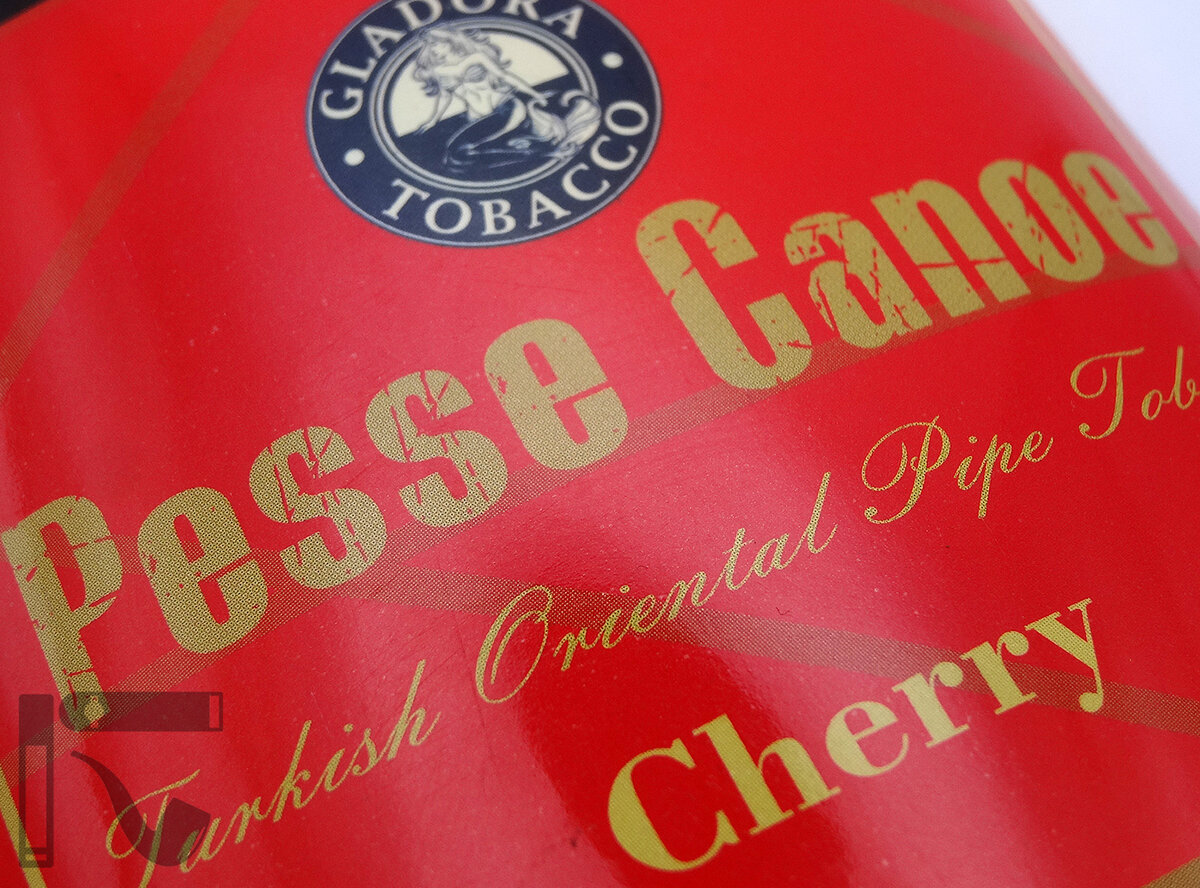 GLADORA
TOBACCO
Pesse Canoe
Turkish Oriental Pipe Tob
Cherry